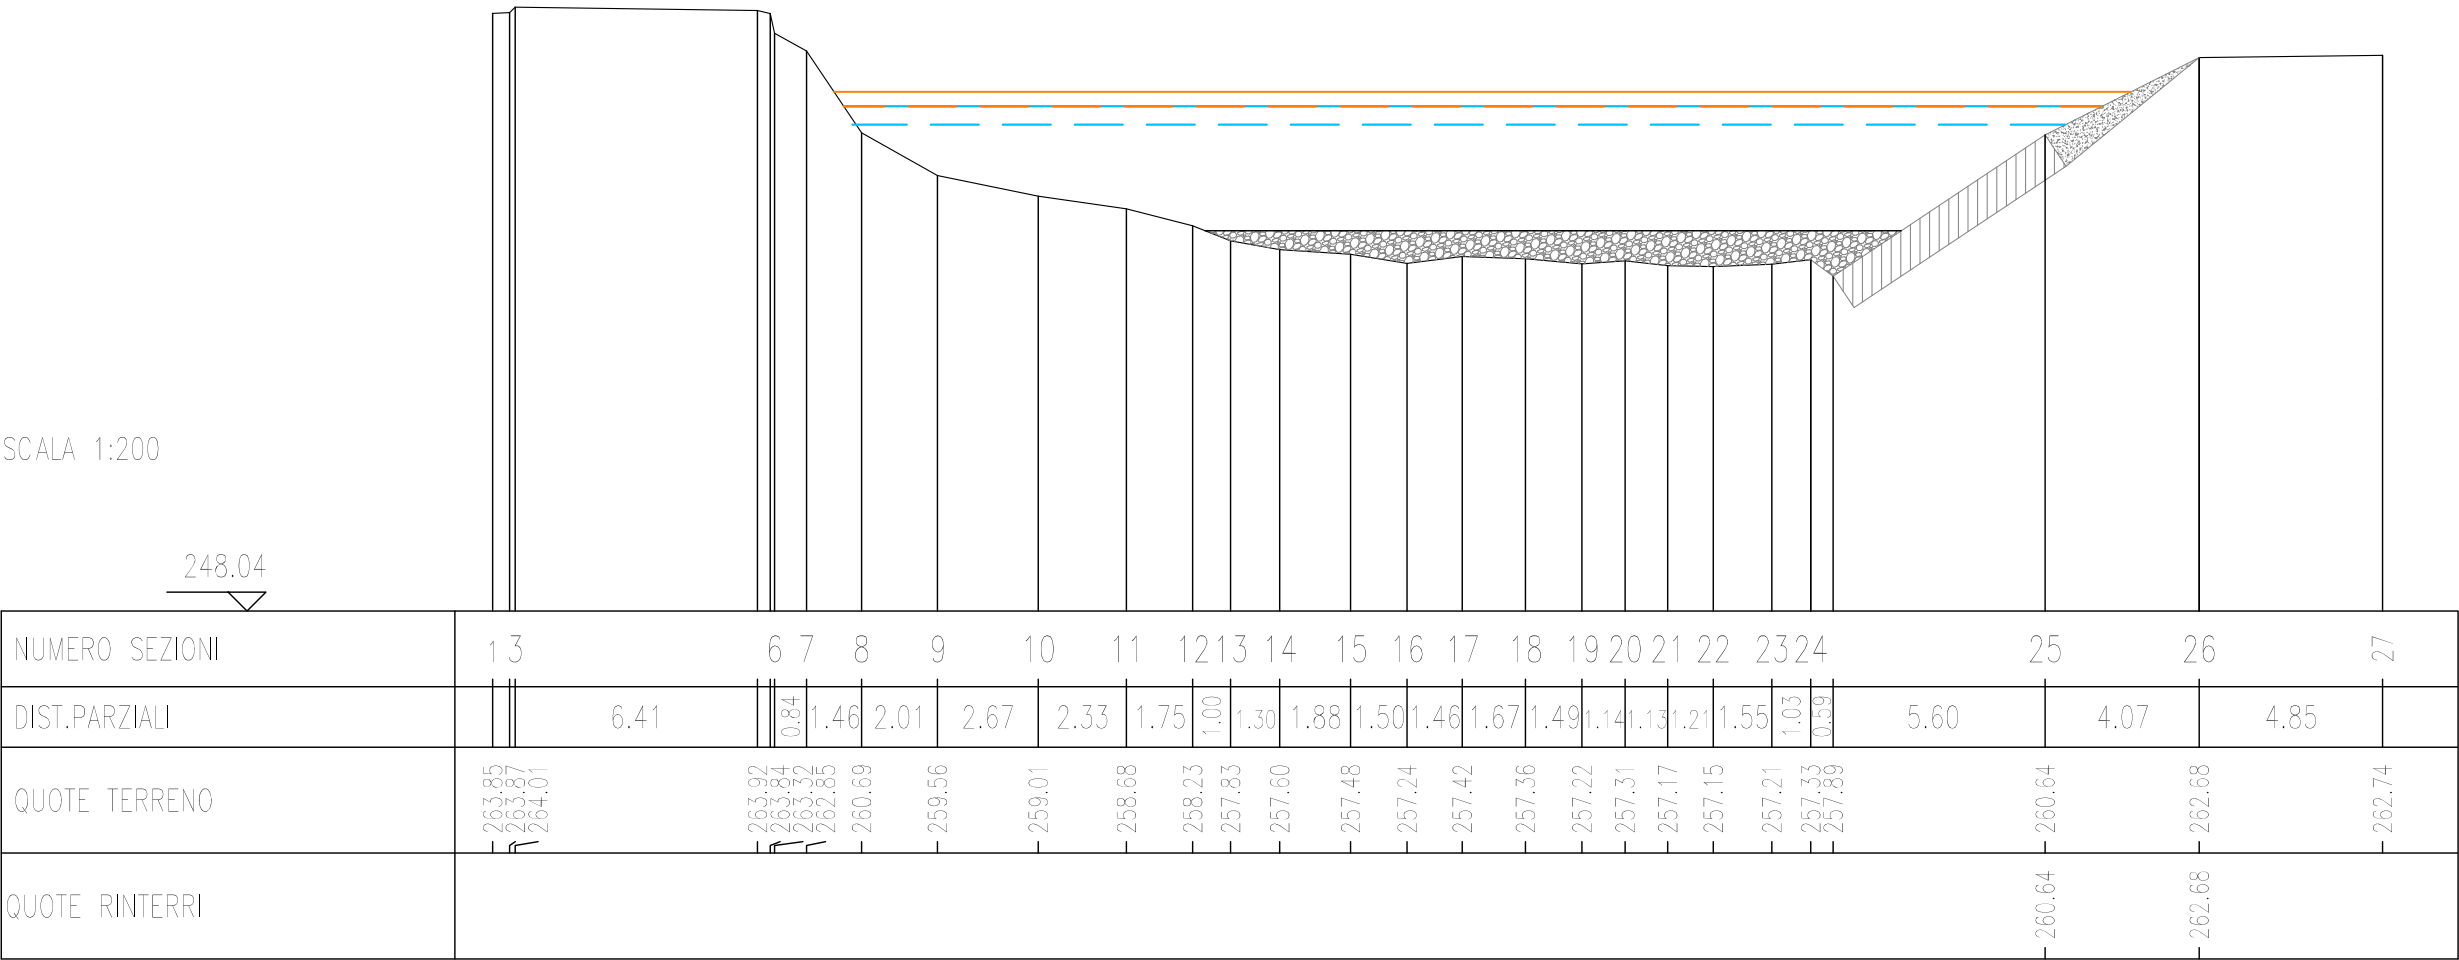 SCALA 1:200
248.04
NUMERO SEZIONI 1 3 6 7 8 9 10 11 12 13 14 15 16 17 18 19 20 21 22 23 24 25 26 27
DIST.PARZIALI 6.41 0.84 1.46 2.01 2.67 2.33 1.75 1.00 1.30 1.88 1.50 1.46 1.67 1.49 1.14 1.13 1.21 1.55 1.03 0.59 5.60 4.07 4.85
QUOTE TERRENO 263.85 263.87 264.01 263.92 263.84 263.32 262.85 260.69 259.56 259.01 258.68 258.23 257.83 257.60 257.48 257.24 257.42 257.36 257.22 257.31 257.17 257.15 257.21 257.33 257.89 260.64 262.68 262.74
QUOTE RINTERRI 260.64 262.68